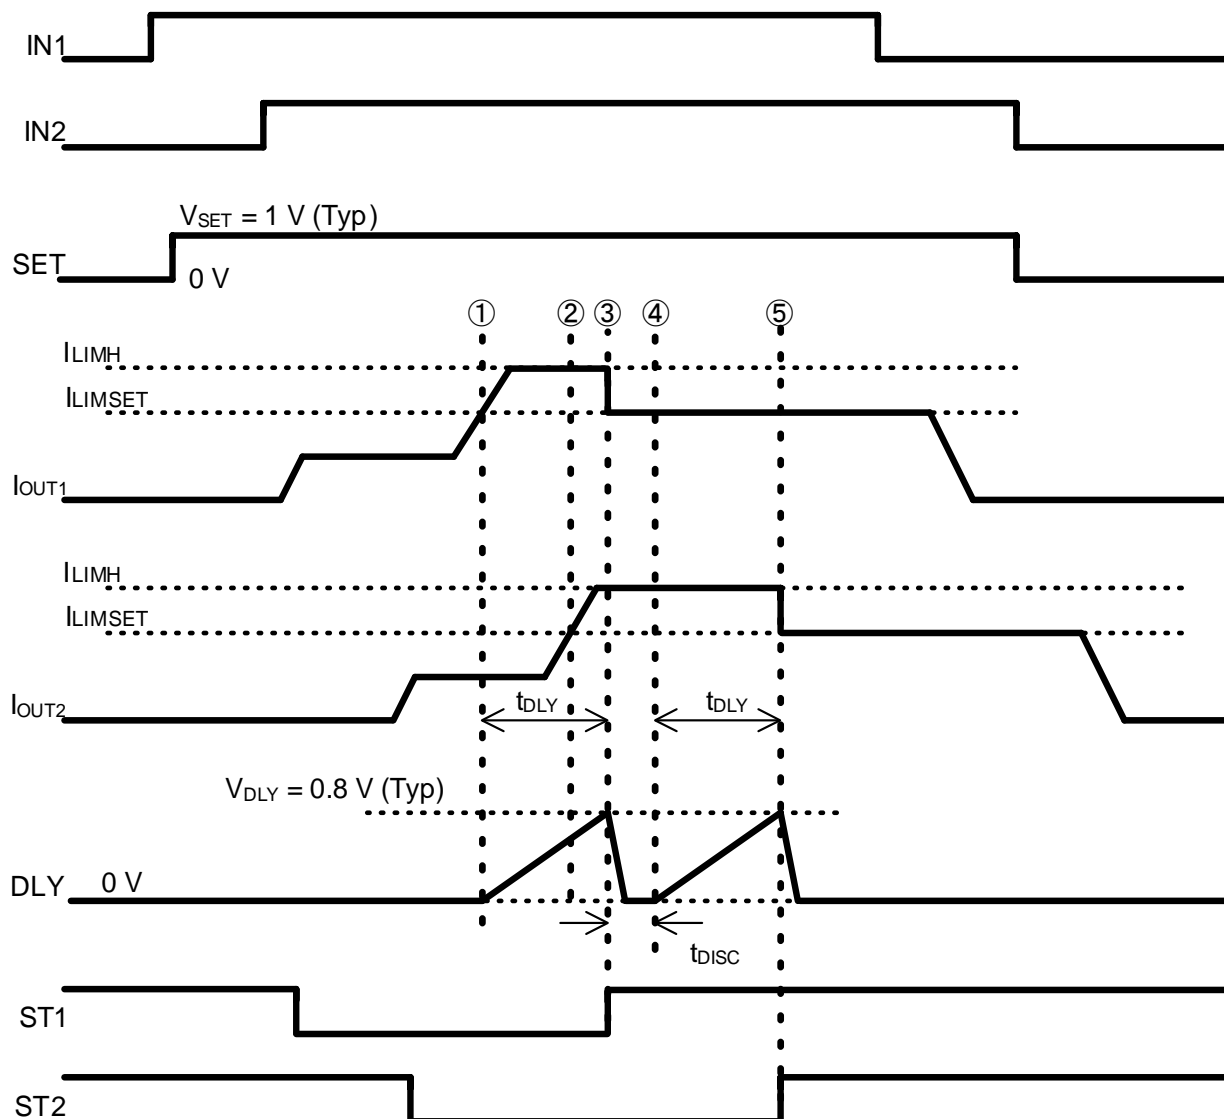 IN1
IN2
VSET = 1 V (Typ)
SET
0 V
① ② ③ ④ ⑤
ILIMH
ILIMSET
IOUT1
ILIMH
ILIMSET
IOUT2
tDLY tDLY
VDLY = 0.8 V (Typ)
DLY 0 V
tDISC
ST1
ST2